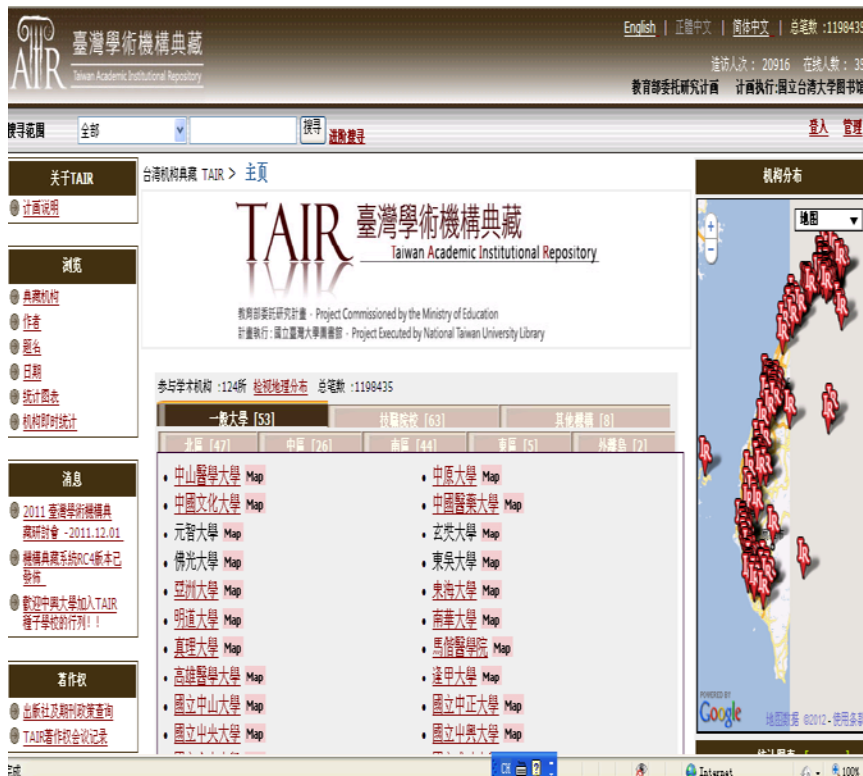 English | 正體中文 | 简体中文 | 总笔数 :1198435
造访人次 : 20916 在线人数 : 35
教育部委托研究计画 计画执行:国立台湾大学图书馆
TAIR 臺灣學術機構典藏
Taiwan Academic Institutional Repository
搜寻范围 全部 搜寻 进阶搜寻
登入 管理
关于TAIR
计画说明
浏览
典藏机构
作者
题名
日期
统计图表
机构即时统计
消息
2011 臺灣學術機構典
藏研討會 -2011.12.01
機構典藏系統RC4版本已
發佈
歡迎中興大學加入TAIR
種子學校的行列!!
著作权
出版社及期刊政策查询
TAIR著作权会议记录
台湾机构典藏 TAIR > 主页
TAIR 臺灣學術機構典藏
Taiwan Academic Institutional Repository
教育部委託研究計畫 - Project Commissioned by the Ministry of Education
計畫執行:國立臺灣大學圖書館 - Project Executed by National Taiwan University Library
参与学术机构 :124所 检视地理分布 总笔数 :1198435
一般大學 [53] 技職院校 [63] 其他機構 [8]
北區 [47] 中區 [26] 南區 [44] 東區 [5] 外離島 [2]
中山醫學大學 Map 中原大學 Map
中國文化大學 Map 中國醫藥大學 Map
元智大學 Map 玄奘大學 Map
佛光大學 Map 東吳大學 Map
亞洲大學 Map 東海大學 Map
明道大學 Map 南華大學 Map
真理大學 Map 馬偕醫學院 Map
高雄醫學大學 Map 逢甲大學 Map
國立中山大學 Map 國立中正大學 Map
國立中央大學 Map 國立中興大學 Map
机构分布
地图
POWERED BY
Google
地图数据 ©2012 - 使用条款
完成
CH
Internet
100%